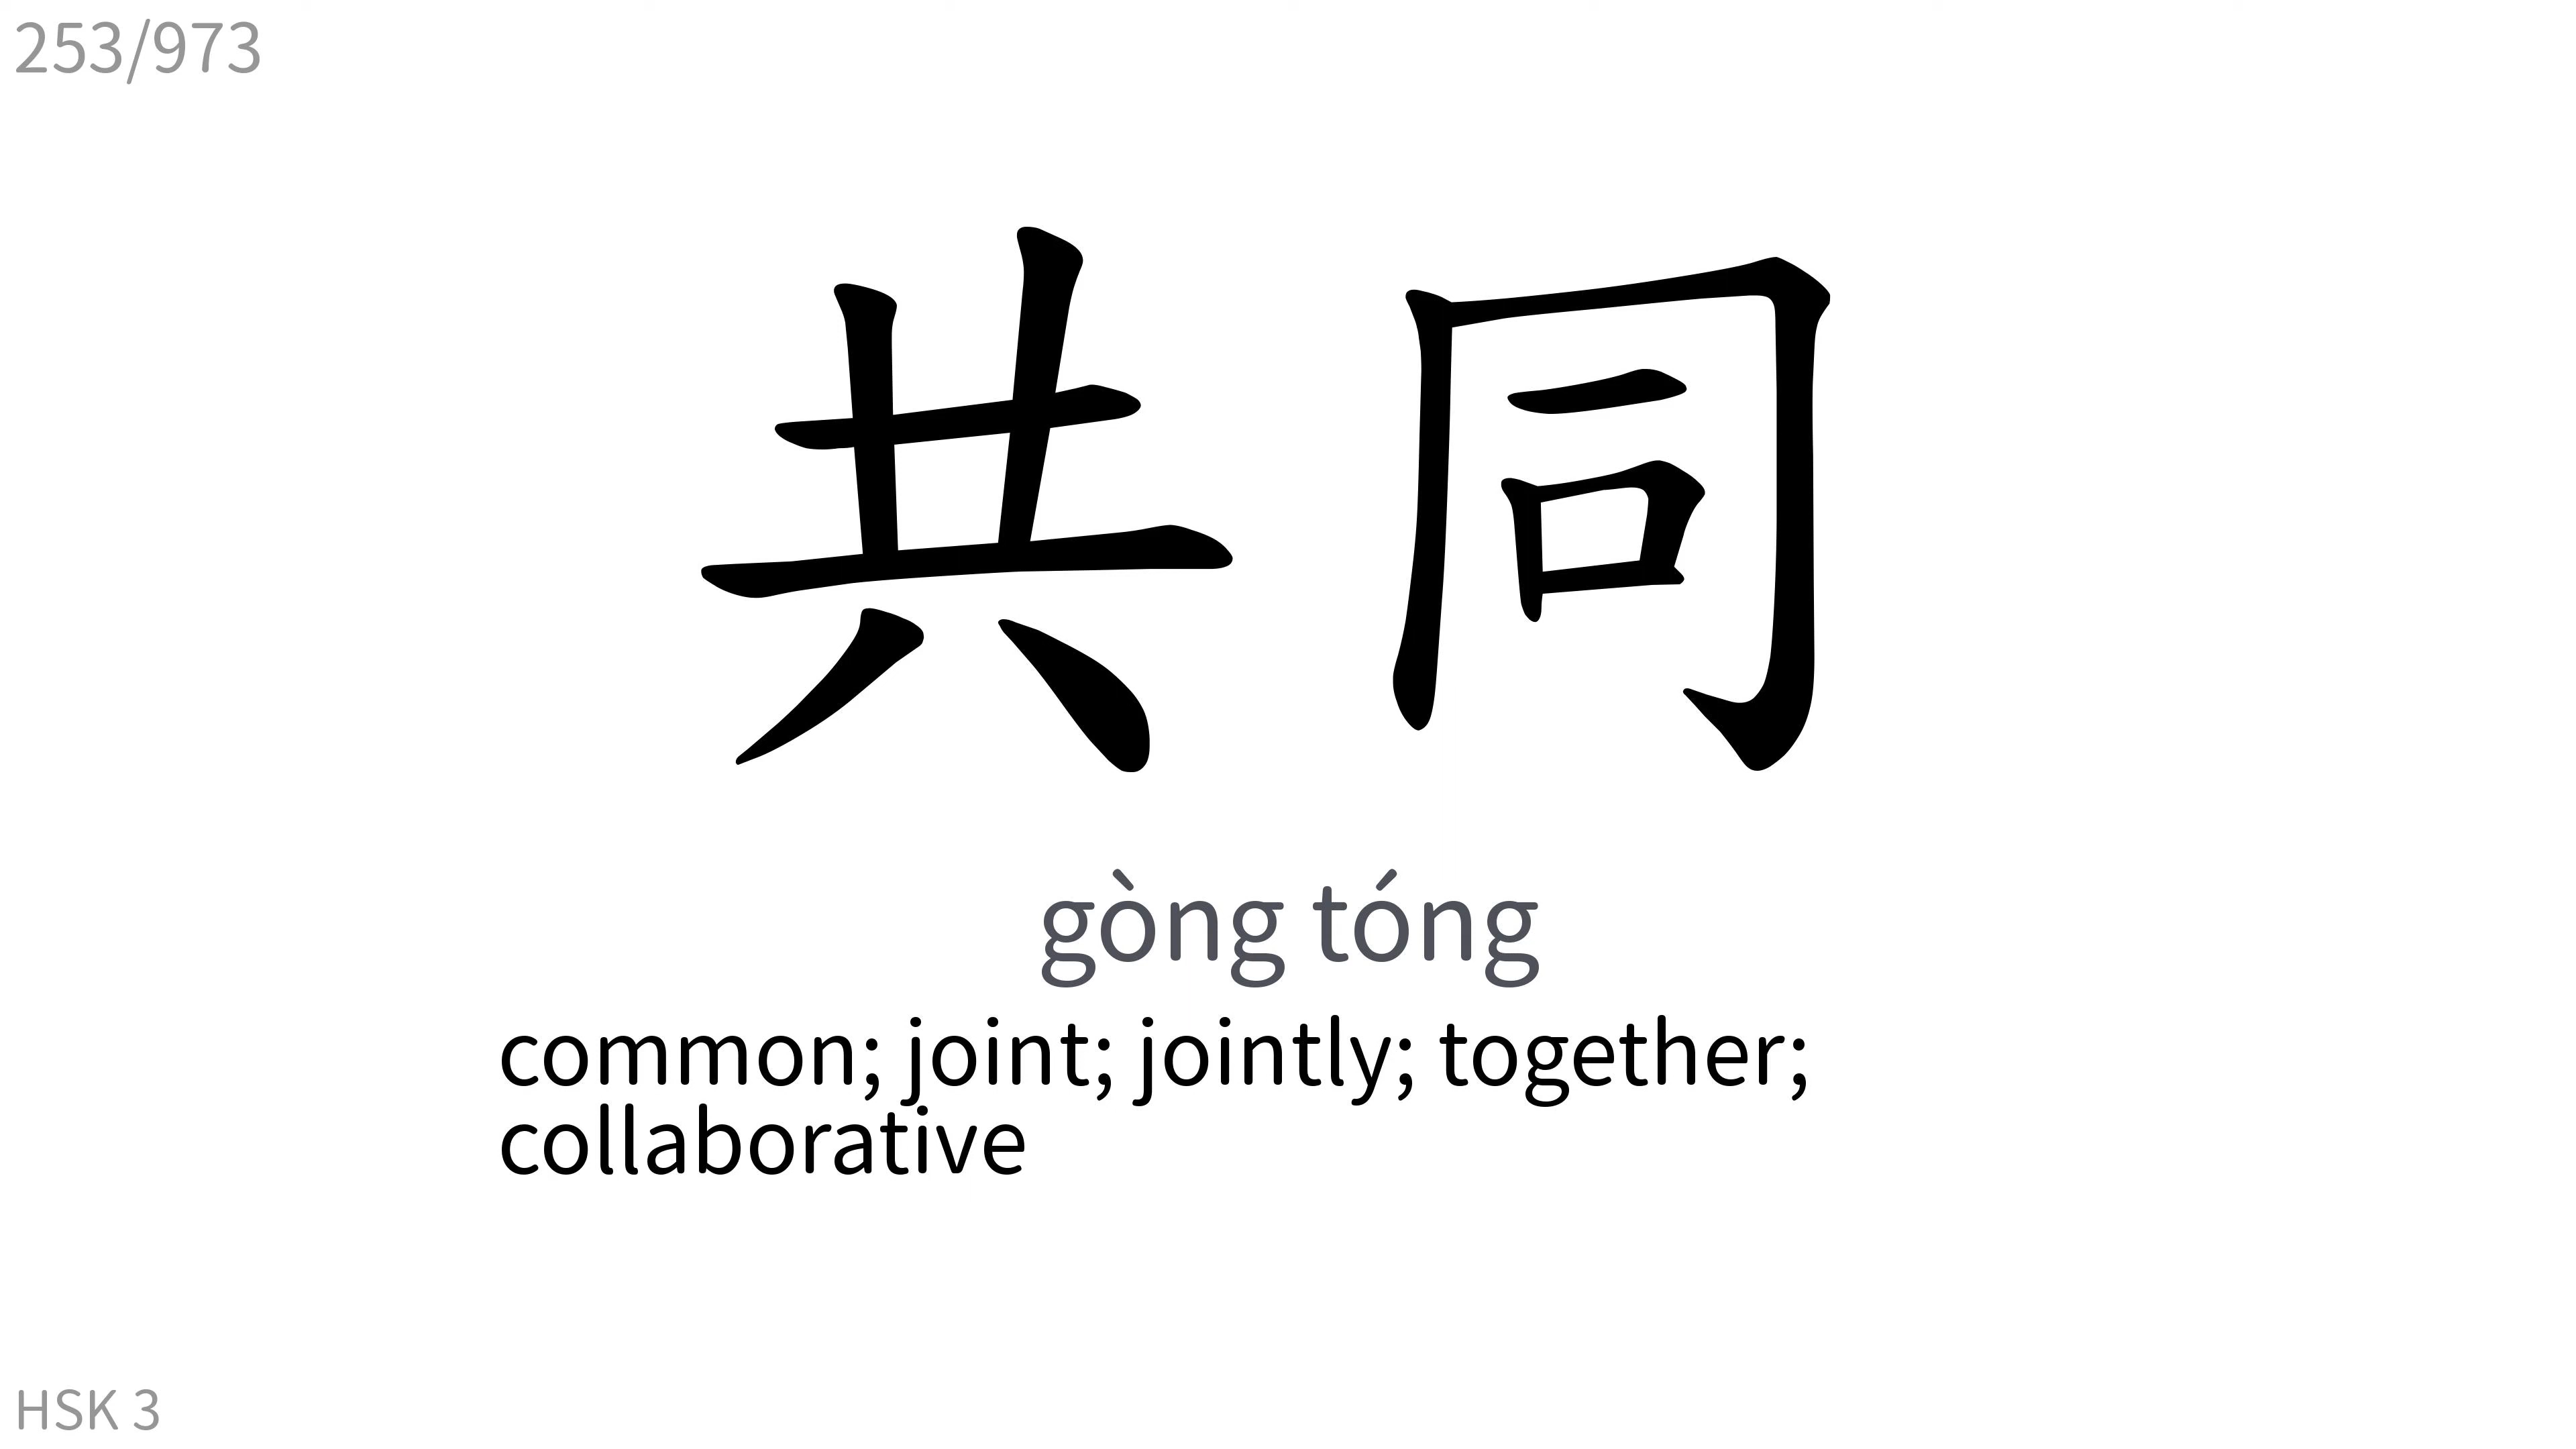 253/973
共同
gòng tóng
common; joint; jointly; together;
collaborative
HSK 3